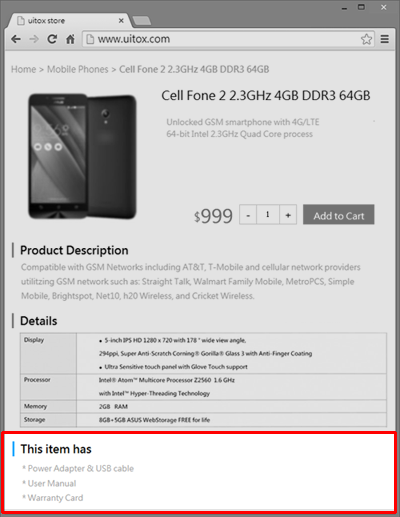 uitox store
www.uitox.com
Home > Mobile Phones > Cell Fone 2 2.3GHz 4GB DDR3 64GB
Cell Fone 2 2.3GHz 4GB DDR3 64GB
Unlocked GSM smartphone with 4G/LTE
64-bit Intel 2.3GHz Quad Core process
$999
- 1 +
Add to Cart
Product Description
Compatible with GSM Networks including AT&T, T-Mobile and cellular network providers
utilitzing GSM network such as: Straight Talk, Walmart Family Mobile, MetroPCS, Simple
Mobile, Brightspot, Net10, h20 Wireless, and Cricket Wireless.
Details
Display
• 5-inch IPS HD 1280 x 720 with 178 ° wide view angle,
294ppi, Super Anti-Scratch Corning® Gorilla® Glass 3 with Anti-Finger Coating
• Ultra Sensitive touch panel with Glove Touch support
Processor
Intel® Atom™ Multicore Processor Z2560 1.6 GHz
with Intel® Hyper-Threading Technology
Memory
2GB RAM
Storage
8GB+5GB ASUS WebStorage FREE for life
This item has
* Power Adapter & USB cable
* User Manual
* Warranty Card